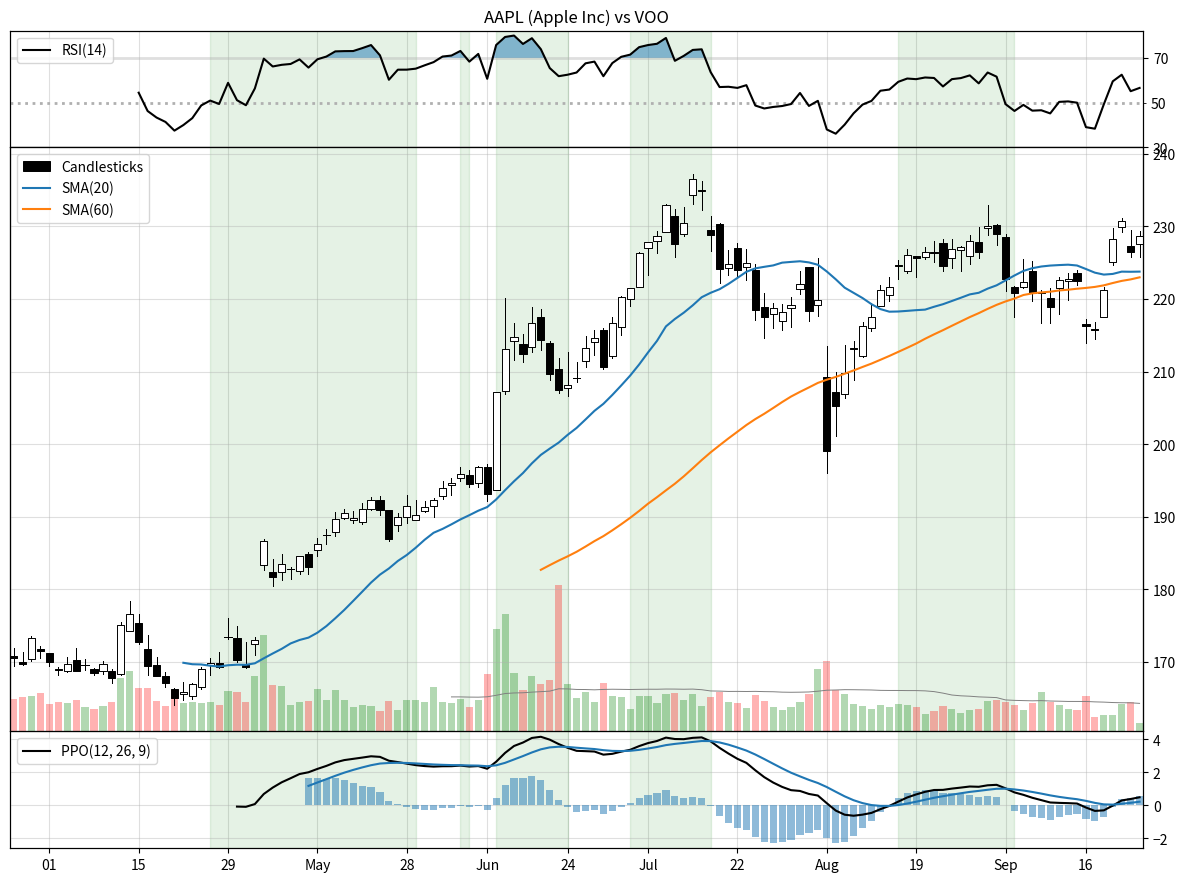 AAPL (Apple Inc) vs VOO
RSI(14)
70
50
30
Candlesticks
SMA(20)
SMA(60)
240
230
220
210
200
190
180
170
PPO(12, 26, 9)
4
2
0
−2
01 15 29 May 28 Jun 24 Jul 22 Aug 19 Sep 16